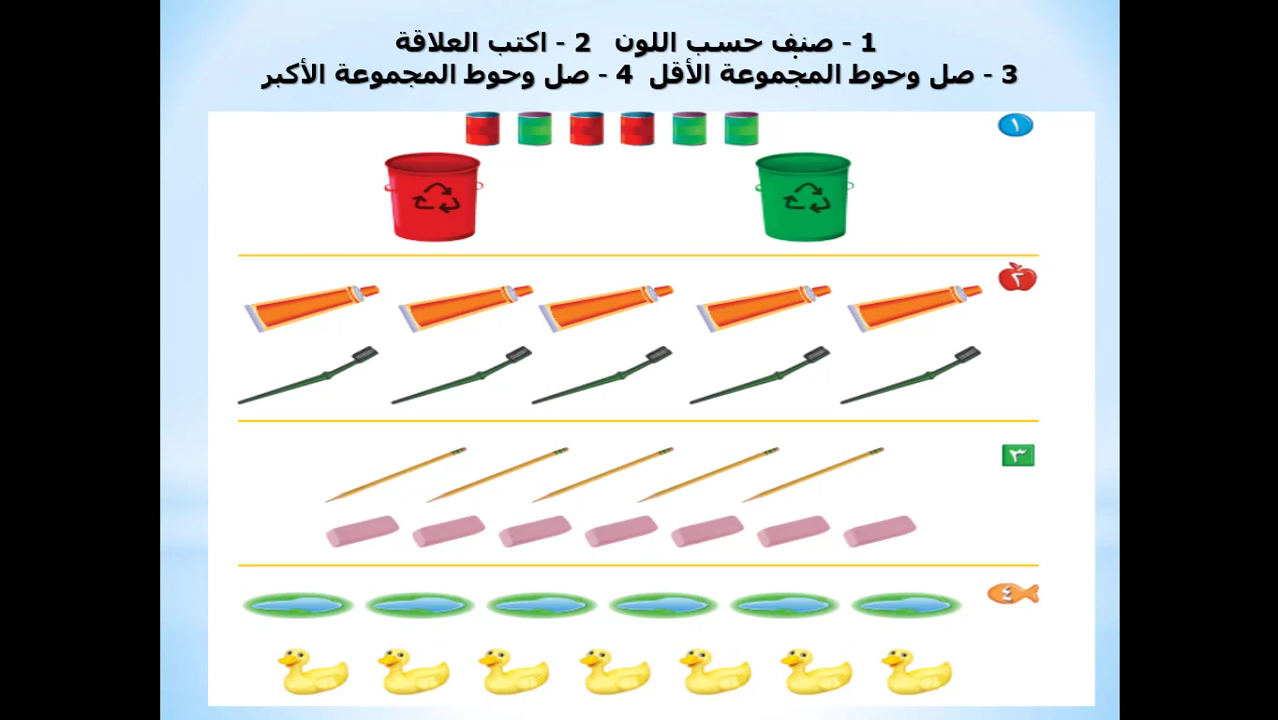 1 - صنف حسب اللون 2 - اكتب العلاقة
3 - صل وحوط المجموعة الأقل 4 - صل وحوط المجموعة الأكبر
١
٢
٣
٤